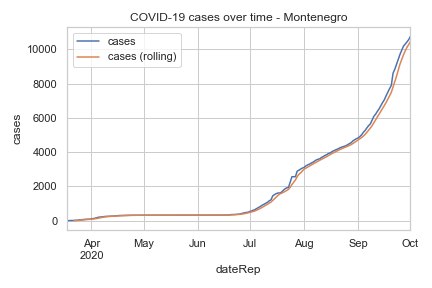 COVID-19 cases over time - Montenegro
cases
cases (rolling)
10000
8000
6000
4000
2000
0
cases
Apr
2020
May
Jun
Jul
Aug
Sep
Oct
dateRep